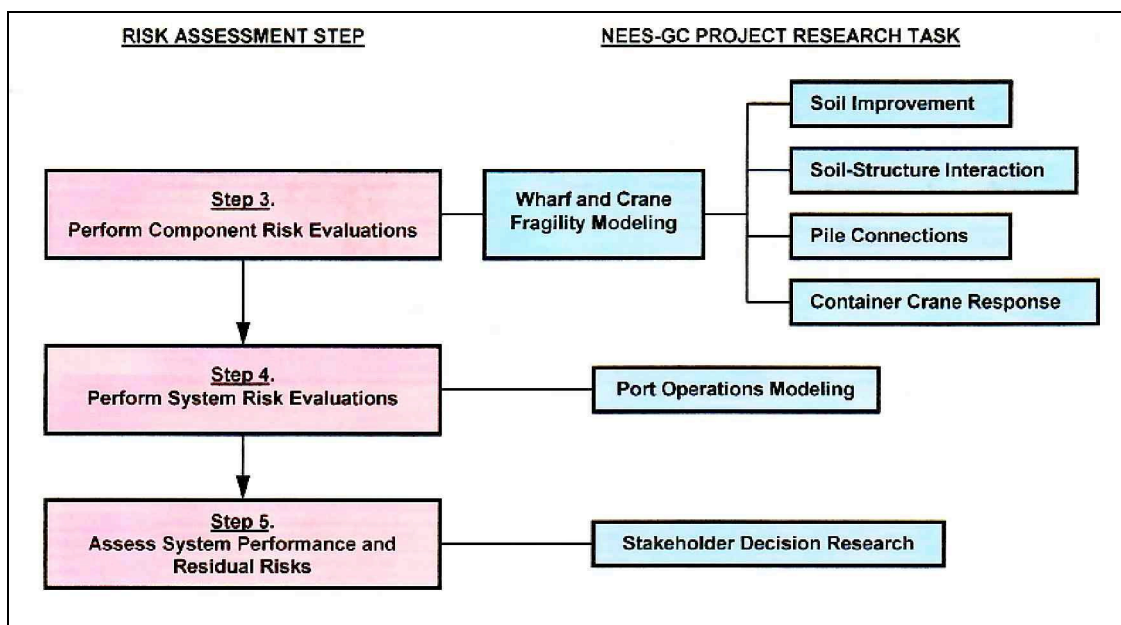 RISK ASSESSMENT STEP
NEES-GC PROJECT RESEARCH TASK
Soil Improvement
Soil-Structure Interaction
Step 3.
Perform Component Risk Evaluations
Wharf and Crane
Fragility Modeling
Pile Connections
Container Crane Response
Step 4.
Perform System Risk Evaluations
Port Operations Modeling
Step 5.
Assess System Performance and
Residual Risks
Stakeholder Decision Research